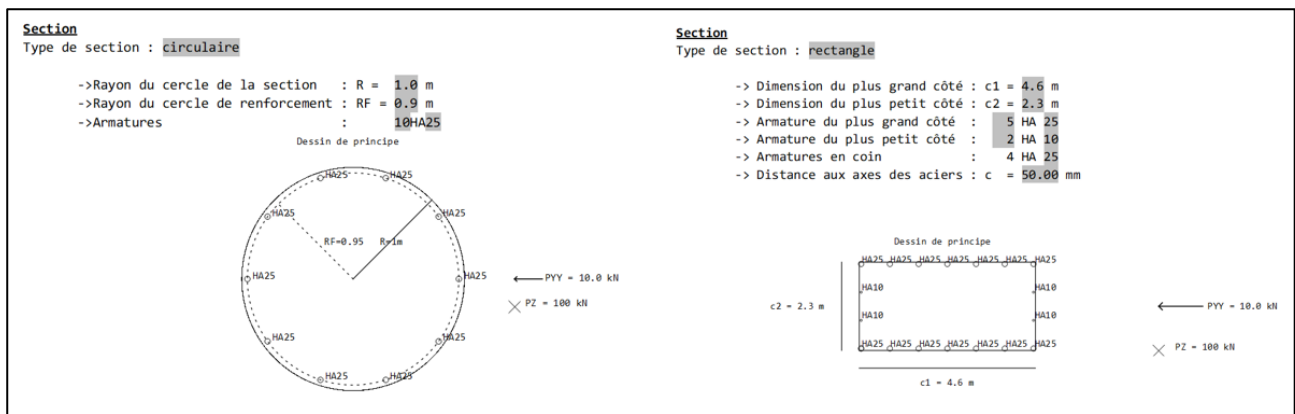 Section
Type de section : circulaire
->Rayon du cercle de la section : R = 1.0 m
->Rayon du cercle de renforcement : RF = 0.9 m
->Armatures : 10HA25
Dessin de principe
HA25 HA25
HA25 HA25
RF=0.95 R=1m
HA25 HA25
PYY = 10.0 kN
PZ = 100 kN
HA25 HA25
HA25 HA25
Section
Type de section : rectangle
-> Dimension du plus grand côté : c1 = 4.6 m
-> Dimension du plus petit côté : c2 = 2.3 m
-> Armature du plus grand côté : 5 HA 25
-> Armature du plus petit côté : 2 HA 10
-> Armatures en coin : 4 HA 25
-> Distance aux axes des aciers : c = 50.00 mm
Dessin de principe
HA25 HA25 HA25 HA25 HA25 HA25 HA25
HA10 HA10
c2 = 2.3 m
PYY = 10.0 kN
HA10 HA10
HA25 HA25 HA25 HA25 HA25 HA25 HA25
PZ = 100 kN
c1 = 4.6 m